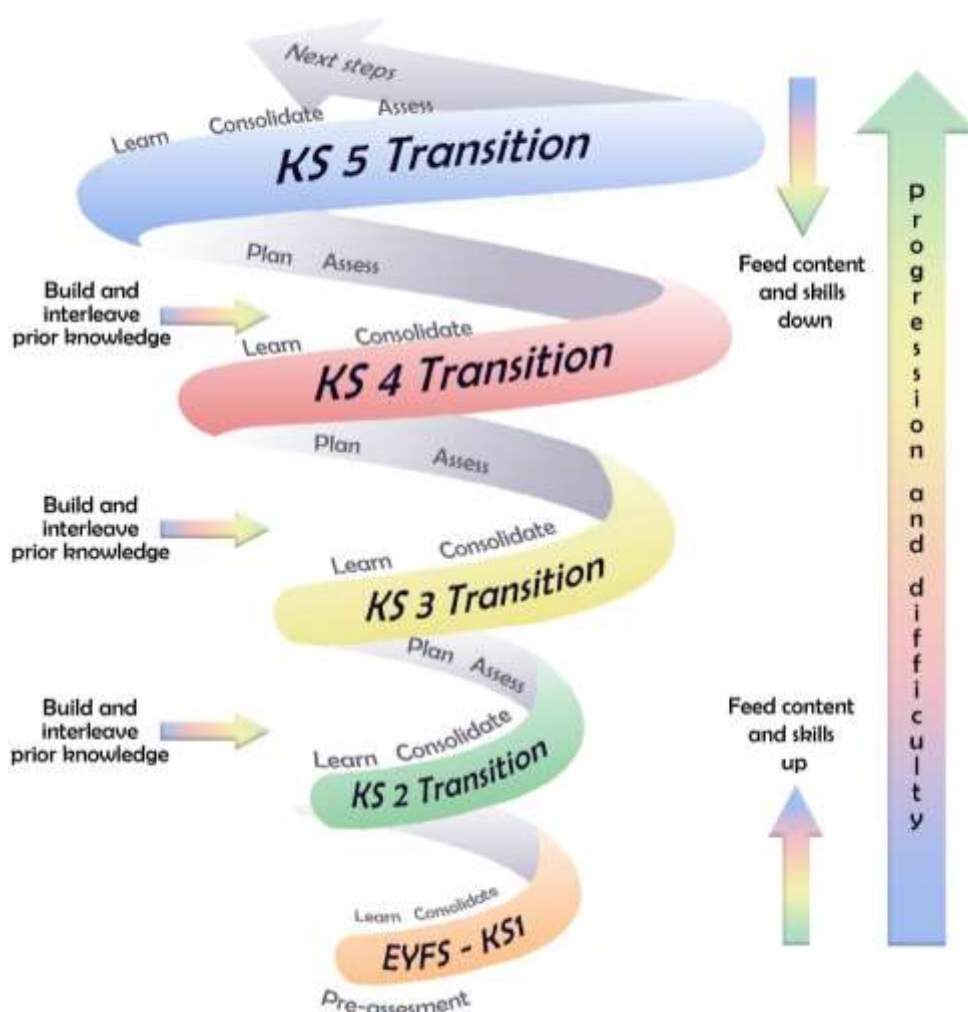 Next steps
Learn Consolidate Assess
KS 5 Transition
Plan Assess
Feed content
and skills
down
Build and
interleave
prior knowledge
Learn Consolidate
KS 4 Transition
Plan Assess
Build and
interleave
prior knowledge
Learn Consolidate
KS 3 Transition
Plan Assess
Build and
interleave
prior knowledge
Learn Consolidate
KS 2 Transition
Feed content
and skills
up
Learn Consolidate
EYFS - KS1
Pre-assesment
Progression and difficulty